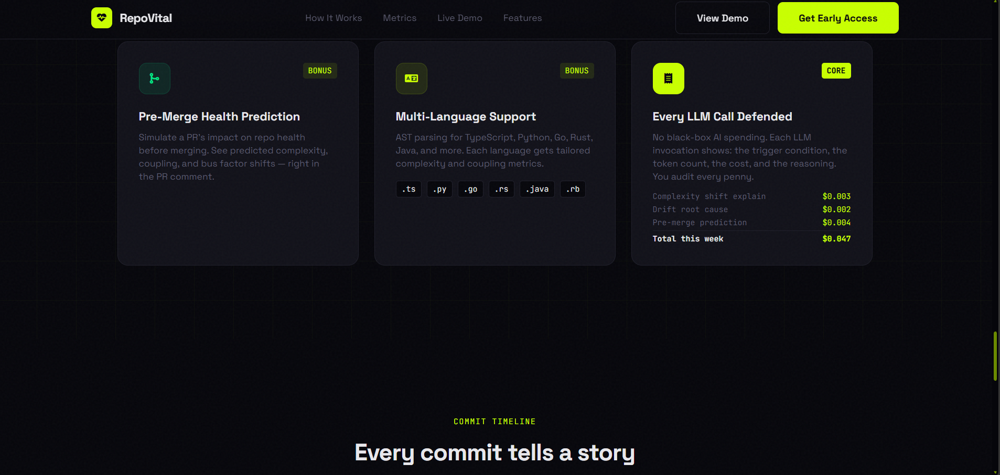 RepoVital
How It Works
Metrics
Live Demo
Features
View Demo
Get Early Access
BONUS
Pre-Merge Health Prediction
Simulate a PR's impact on repo health
before merging. See predicted complexity,
coupling, and bus factor shifts — right in
the PR comment.
BONUS
Multi-Language Support
AST parsing for TypeScript, Python, Go, Rust,
Java, and more. Each language gets tailored
complexity and coupling metrics.
.ts .py .go .rs .java .rb
CORE
Every LLM Call Defended
No black-box AI spending. Each LLM
invocation shows: the trigger condition, the
token count, the cost, and the reasoning.
You audit every penny.
Complexity shift explain $0.003
Drift root cause $0.002
Pre-merge prediction $0.004
Total this week $0.047
COMMIT TIMELINE
Every commit tells a story